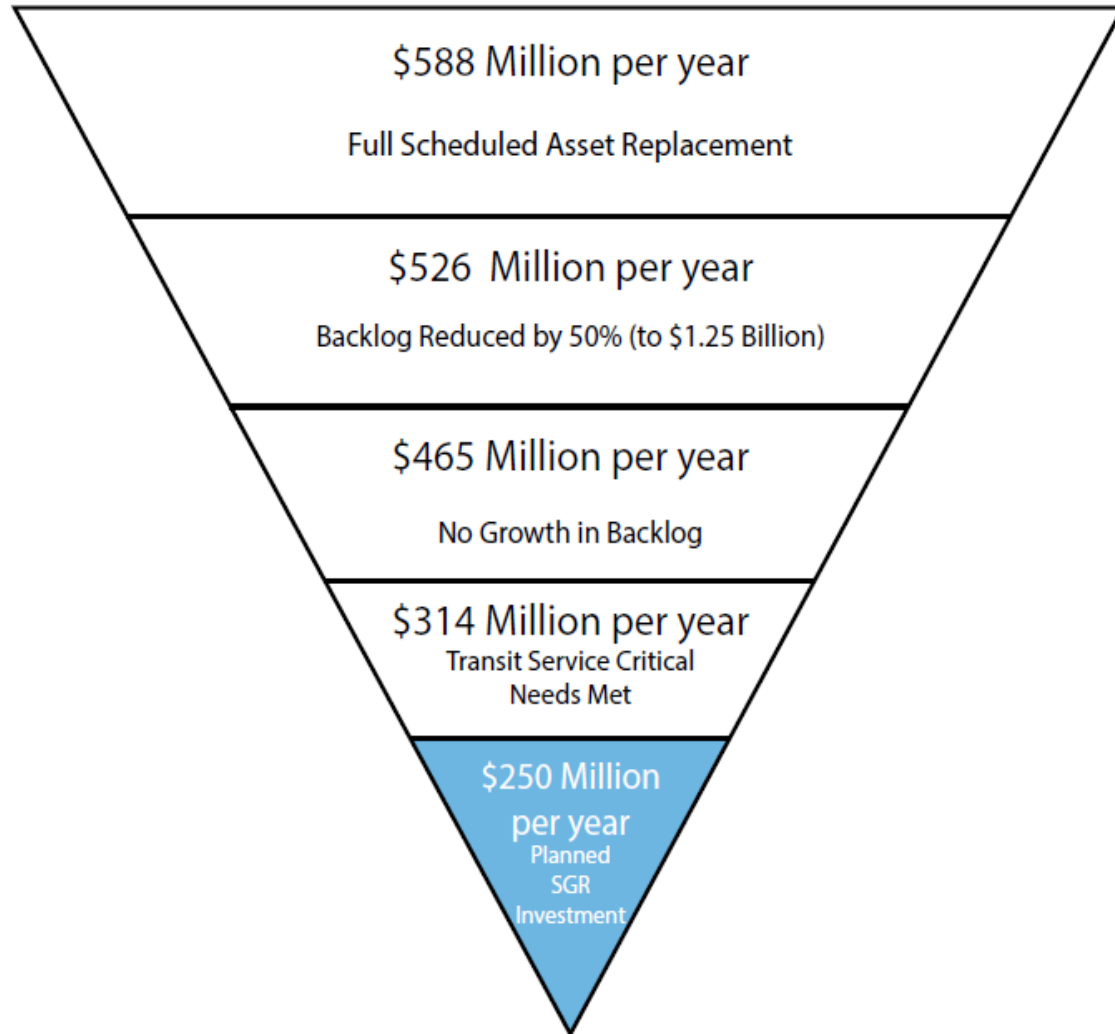 $588 Million per year
Full Scheduled Asset Replacement
$526 Million per year
Backlog Reduced by 50% (to $1.25 Billion)
$465 Million per year
No Growth in Backlog
$314 Million per year
Transit Service Critical
Needs Met
$250 Million
per year
Planned
SGR
Investment